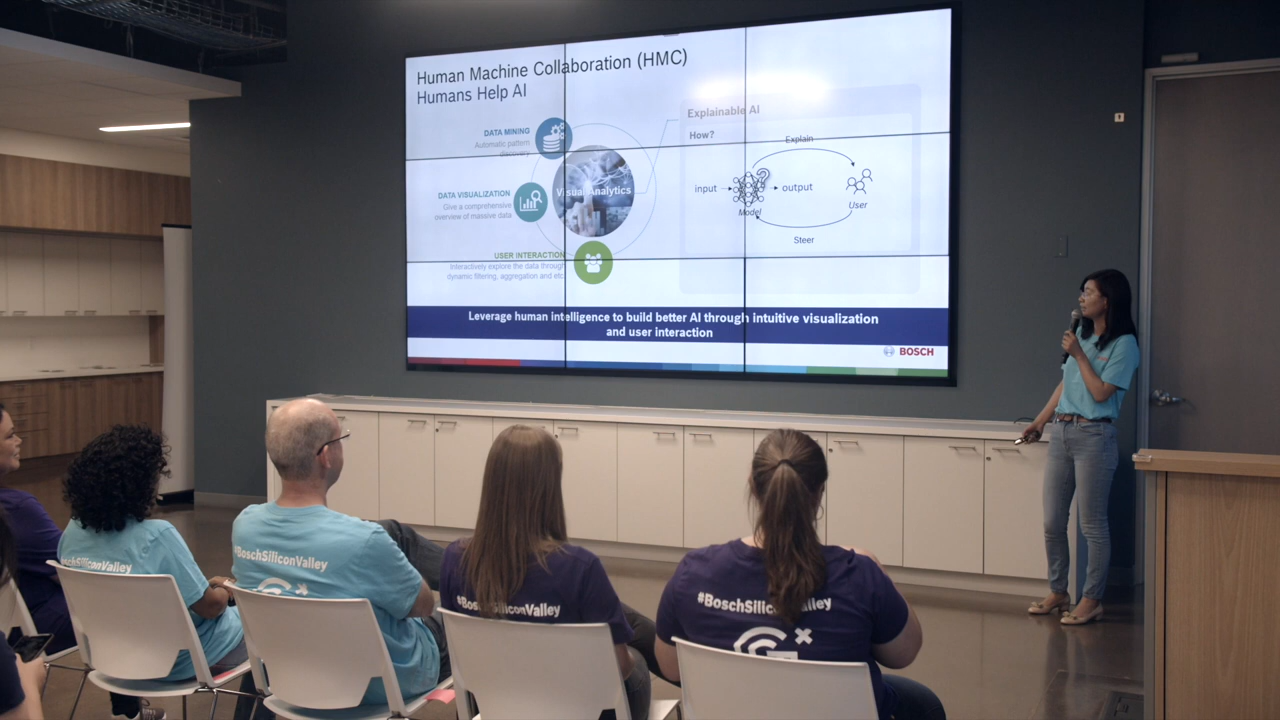 Human Machine Collaboration (HMC)
Humans Help AI
DATA MINING
Automatic pattern
discovery
DATA VISUALIZATION
Give a comprehensive
overview of massive data
USER INTERACTION
Interactively explore the data through
dynamic filtering, aggregation and etc
Visual Analytics
Explainable AI
How?
Explain
input
output
Model
User
Steer
Leverage human intelligence to build better AI through intuitive visualization
and user interaction
BOSCH
#BoschSiliconValley
#BoschSiliconValley
#BoschSiliconValley